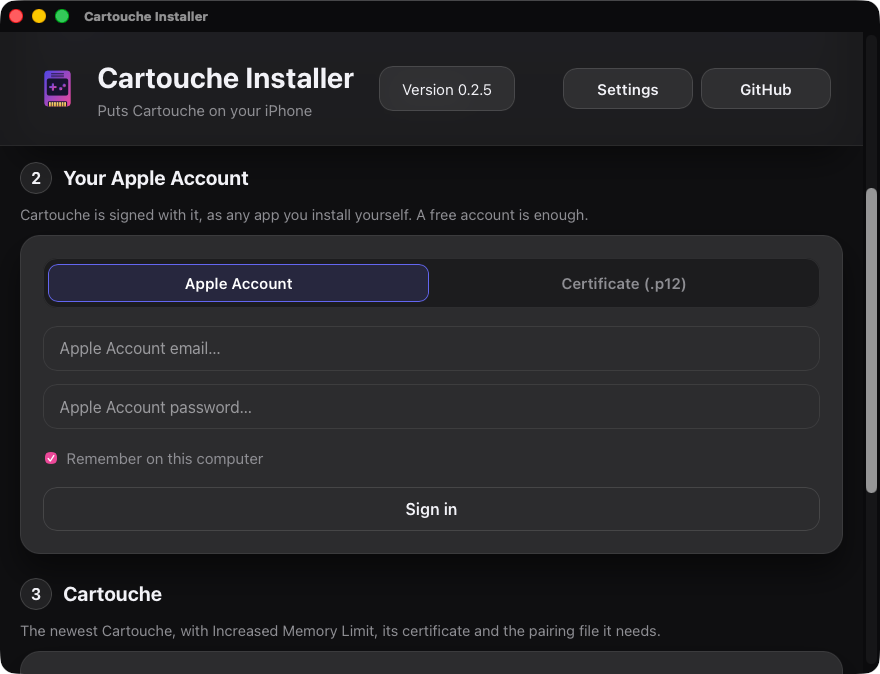 Cartouche Installer
Cartouche Installer
Puts Cartouche on your iPhone
Version 0.2.5
Settings
GitHub
2
Your Apple Account
Cartouche is signed with it, as any app you install yourself. A free account is enough.
Apple Account
Certificate (.p12)
Apple Account email...
Apple Account password...
Remember on this computer
Sign in
3
Cartouche
The newest Cartouche, with Increased Memory Limit, its certificate and the pairing file it needs.